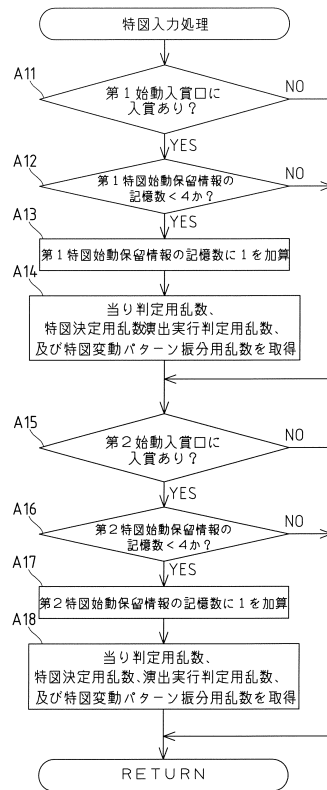 特図入力処理
A11
第1始動入賞口に
入賞あり?
NO
YES
A12
第1特図始動保留情報の
記憶数<4か?
NO
YES
A13
第1特図始動保留情報の記憶数に1を加算
A14
当り判定用乱数、
特図決定用乱数演出実行判定用乱数、
及び特図変動パターン振分用乱数を取得
A15
第2始動入賞口に
入賞あり?
NO
YES
A16
第2特図始動保留情報の
記憶数<4か?
NO
YES
A17
第2特図始動保留情報の記憶数に1を加算
A18
当り判定用乱数、
特図決定用乱数、演出実行判定用乱数、
及び特図変動パターン振分用乱数を取得
RETURN